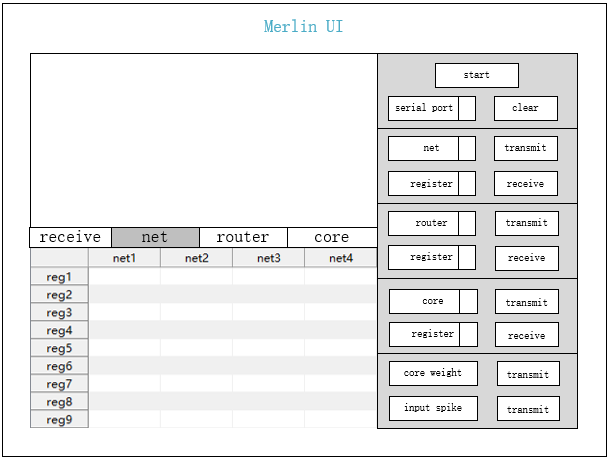 Merlin UI
start
serial port clear
net transmit
register receive
router transmit
register receive
core transmit
register receive
core weight transmit
input spike transmit
receive net router core
net1 net2 net3 net4
reg1
reg2
reg3
reg4
reg5
reg6
reg7
reg8
reg9